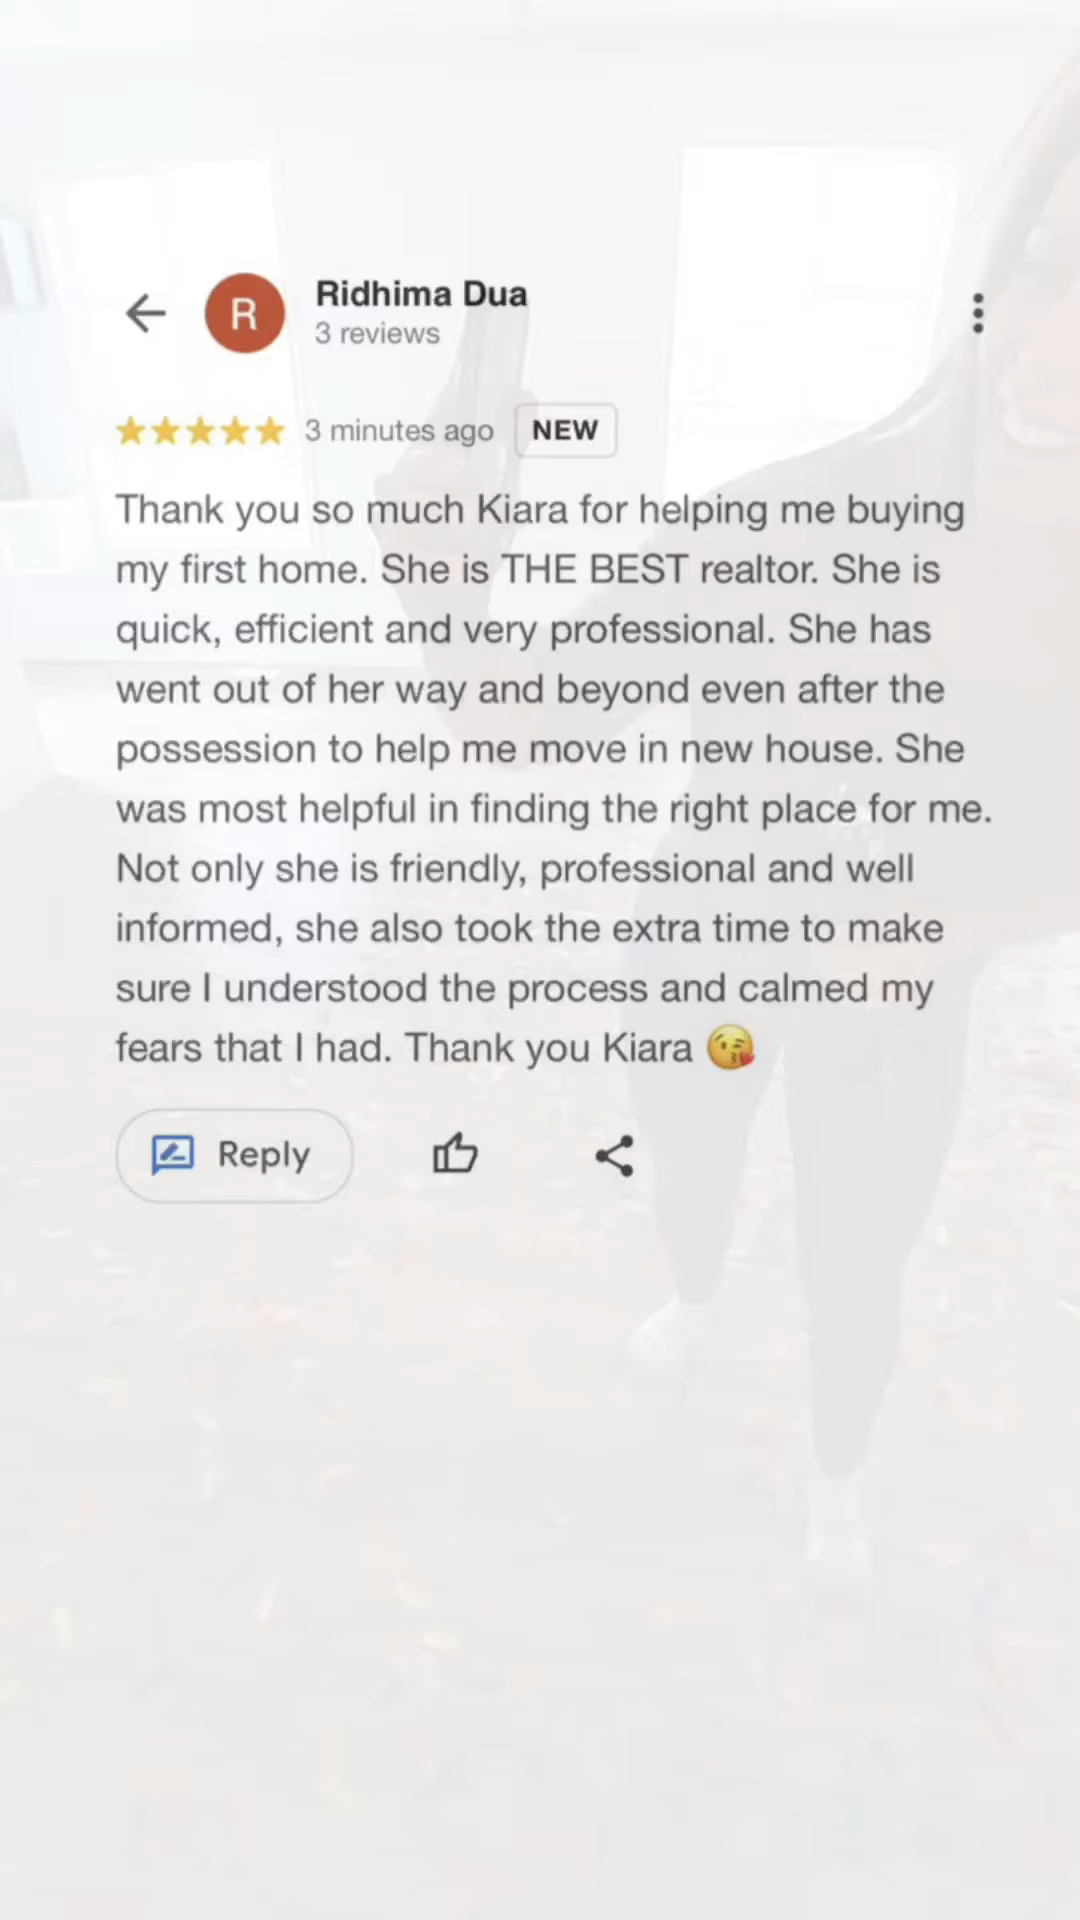 R
Ridhima Dua
3 reviews
★★★★★ 3 minutes ago NEW
Thank you so much Kiara for helping me buying
my first home. She is THE BEST realtor. She is
quick, efficient and very professional. She has
went out of her way and beyond even after the
possession to help me move in new house. She
was most helpful in finding the right place for me.
Not only she is friendly, professional and well
informed, she also took the extra time to make
sure I understood the process and calmed my
fears that I had. Thank you Kiara 😘
Reply